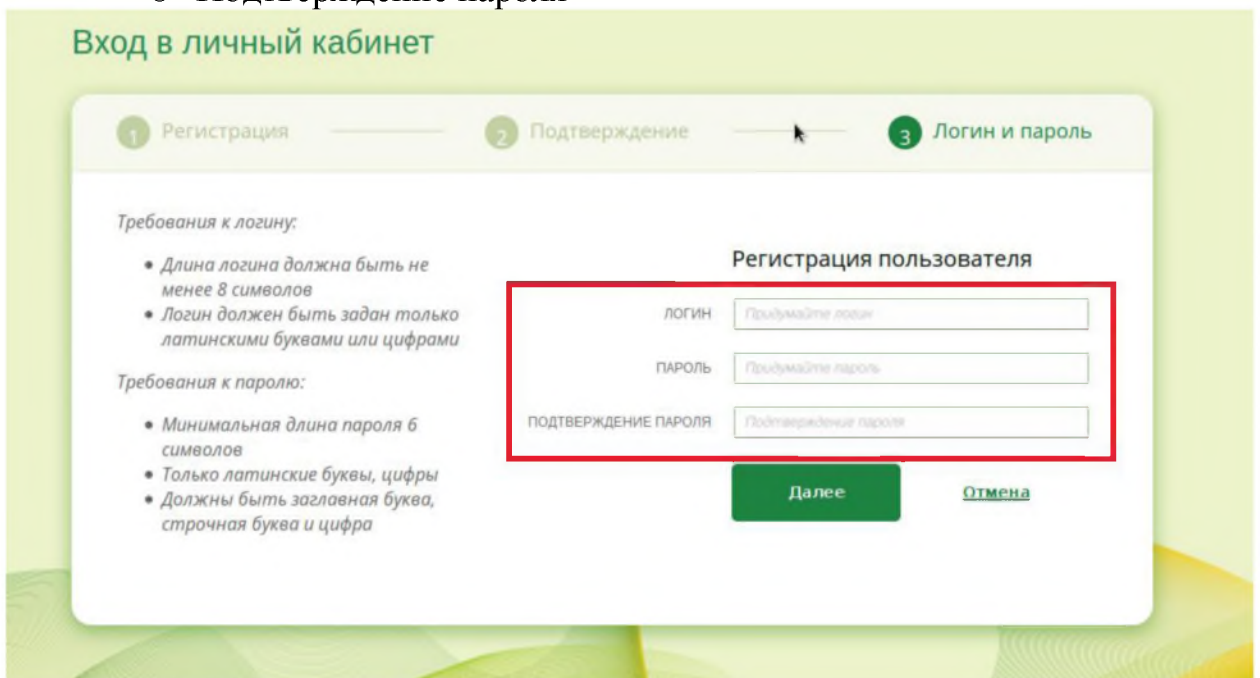 Подтверждение пароля
Вход в личный кабинет
1 Регистрация
2 Подтверждение
3 Логин и пароль
Требования к логину:
• Длина логина должна быть не
менее 8 символов
• Логин должен быть задан только
латинскими буквами или цифрами
Требования к паролю:
• Минимальная длина пароля 6
символов
• Только латинские буквы, цифры
• Должны быть заглавная буква,
строчная буква и цифра
Регистрация пользователя
ЛОГИН Придумайте логин
ПАРОЛЬ Придумайте пароль
ПОДТВЕРЖДЕНИЕ ПАРОЛЯ Подтверждение пароля
Далее Отмена